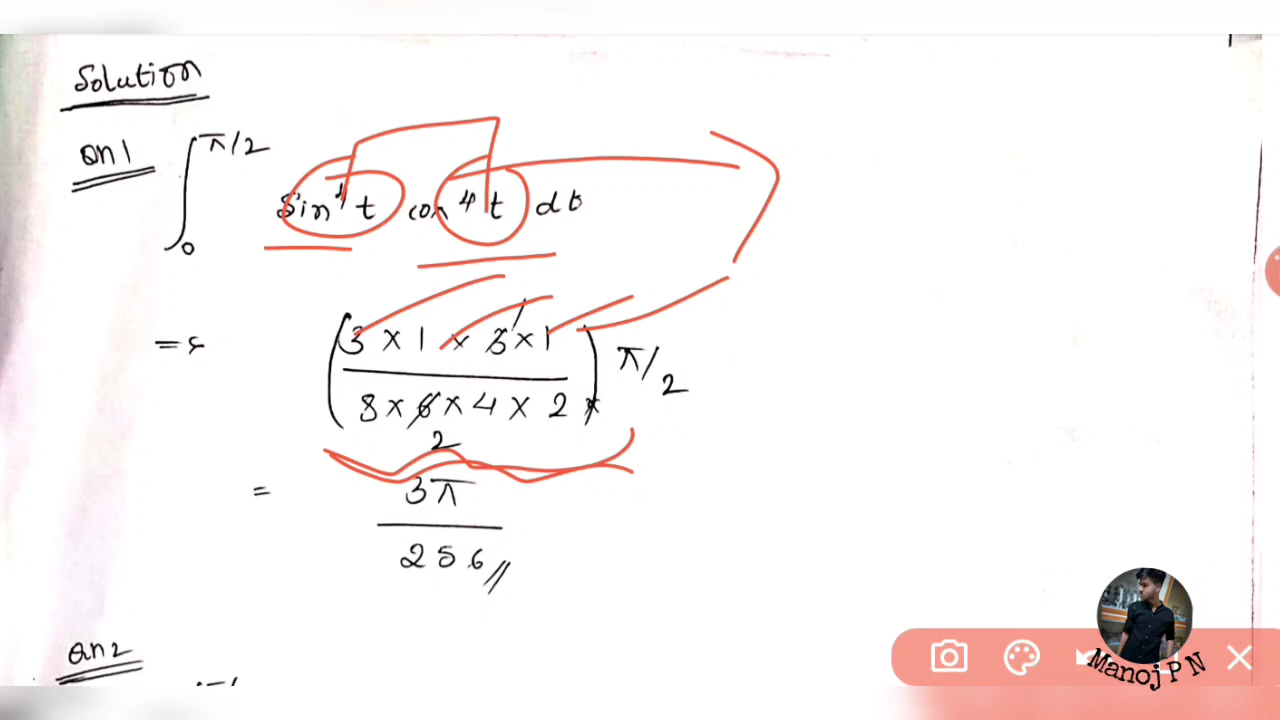 Solution
Qn1 ∫₀^π/2 sin⁴t cos⁴t dt
= (3 × 1 × 3 × 1 / 8 × 6 × 4 × 2) π/2
2
= 3π / 256 //
Qn2
Manoj P N